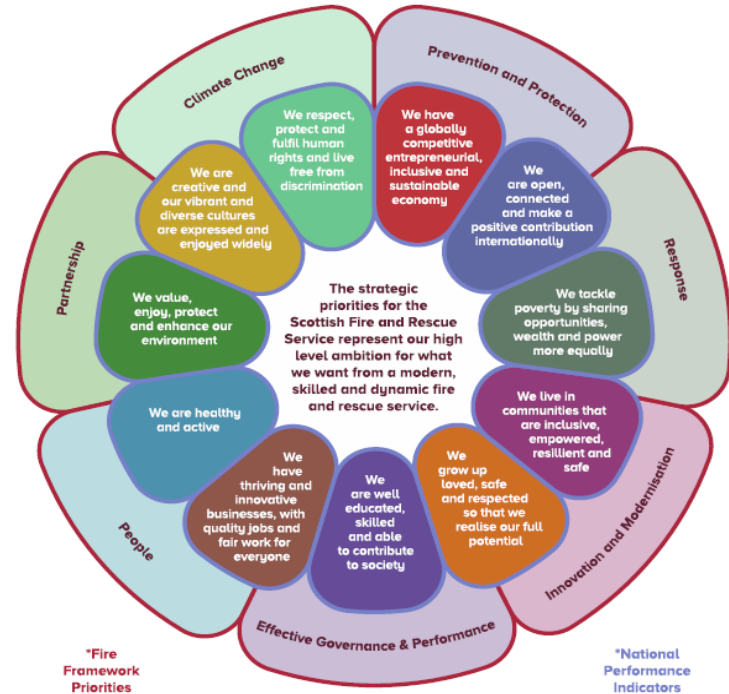 Climate Change
Prevention and Protection
Response
Innovation and Modernisation
Effective Governance & Performance
People
Partnership
We respect,
protect and
fulfil human
rights and live
free from
discrimination
We have
a globally
competitive
entrepreneurial,
inclusive and
sustainable
economy
We
are open,
connected
and make a
positive contribution
internationally
We tackle
poverty by sharing
opportunities,
wealth and power
more equally
We live in
communities that
are inclusive,
empowered,
resillient and
safe
We
grow up
loved, safe
and respected
so that we
realise our full
potential
We
are well
educated,
skilled
and able
to contribute
to society
We
have
thriving and
innovative
businesses, with
quality jobs and
fair work for
everyone
We are healthy
and active
We value,
enjoy, protect
and enhance our
environment
We are
creative and
our vibrant and
diverse cultures
are expressed and
enjoyed widely
The strategic
priorities for the
Scottish Fire and Rescue
Service represent our high
level ambition for what
we want from a modern,
skilled and dynamic fire
and rescue service.
*Fire
Framework
Priorities
*National
Performance
Indicators